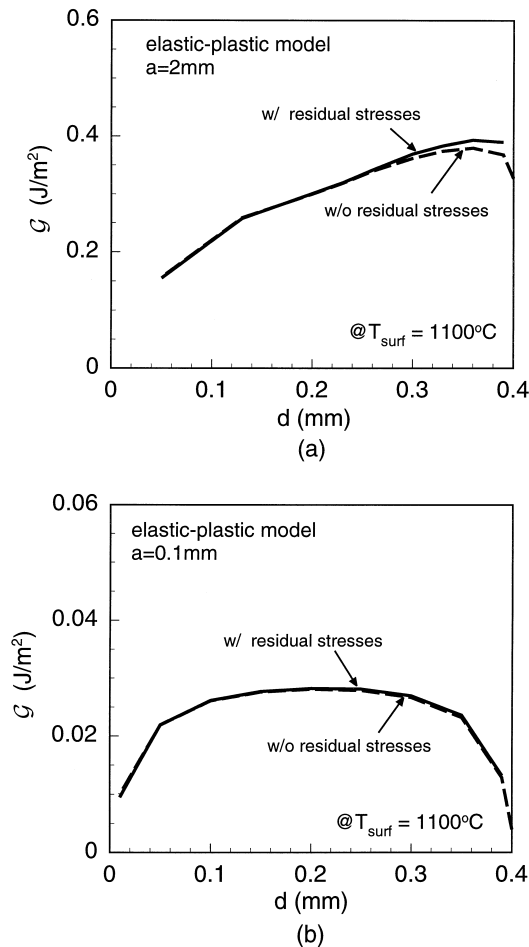 0.6
elastic-plastic model
a=2mm
w/ residual stresses
0.4
w/o residual stresses
𝒢 (J/m²)
0.2
@T_surf = 1100°C
0
0 0.1 0.2 0.3 0.4
d (mm)
(a)
0.06
elastic-plastic model
a=0.1mm
0.04
w/ residual stresses
𝒢 (J/m²)
0.02
w/o residual stresses
@T_surf = 1100°C
0
0 0.1 0.2 0.3 0.4
d (mm)
(b)